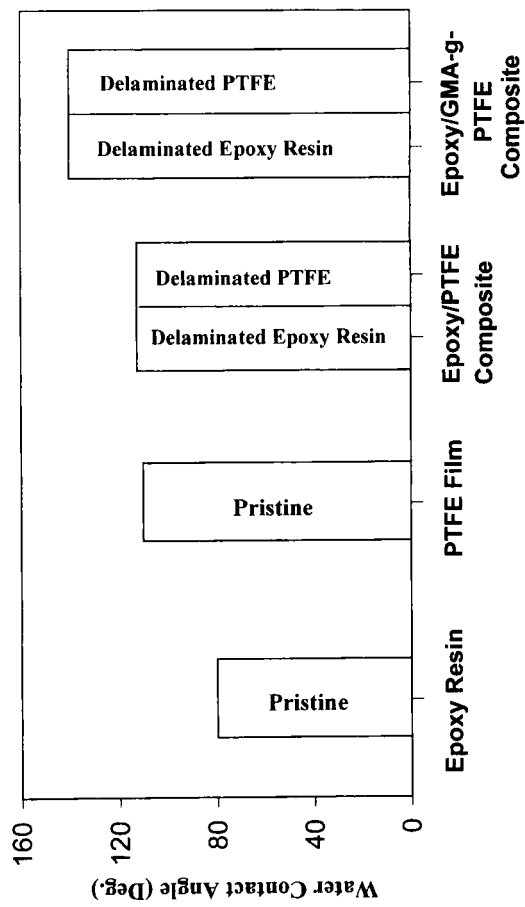 Water Contact Angle (Deg.)
160
120
80
40
0
Pristine
Pristine
Delaminated Epoxy Resin
Delaminated PTFE
Delaminated Epoxy Resin
Delaminated PTFE
Epoxy Resin
PTFE Film
Epoxy/PTFE
Composite
Epoxy/GMA-g-
PTFE
Composite